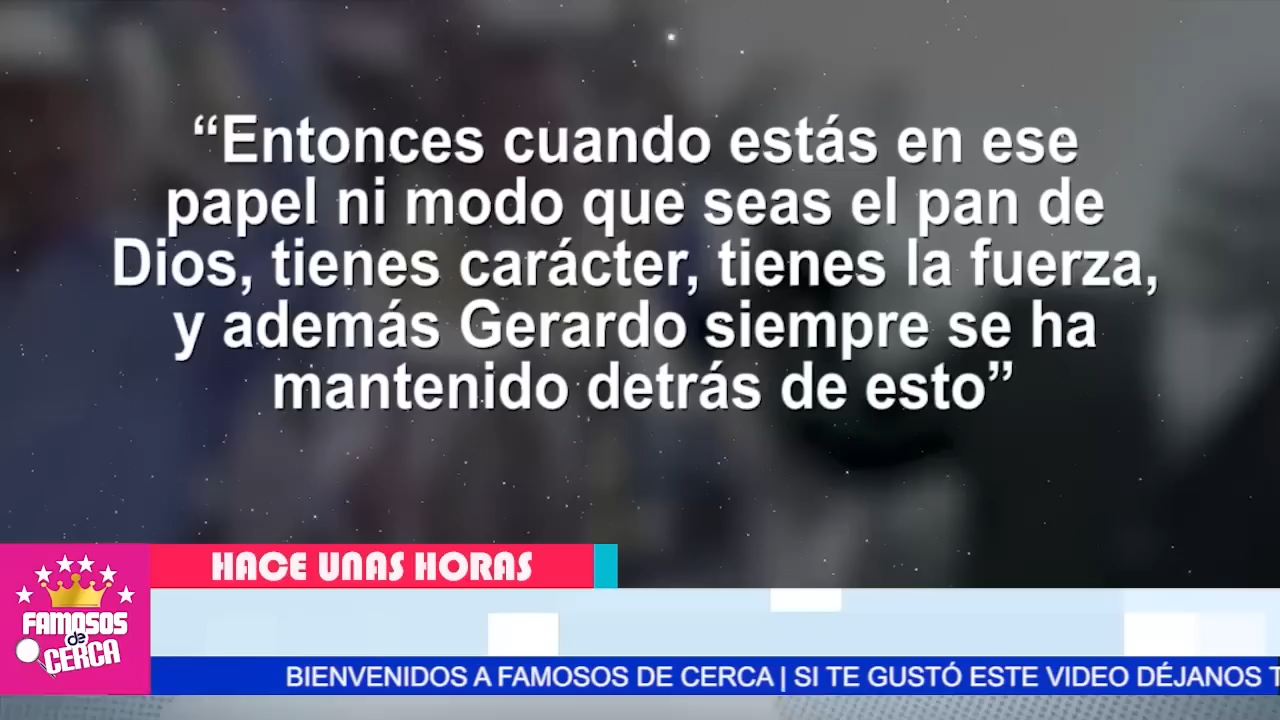 “Entonces cuando estás en ese
papel ni modo que seas el pan de
Dios, tienes carácter, tienes la fuerza,
y además Gerardo siempre se ha
mantenido detrás de esto”
HACE UNAS HORAS
FAMOSOS
de
CERCA
BIENVENIDOS A FAMOSOS DE CERCA | SI TE GUSTÓ ESTE VIDEO DÉJANOS T